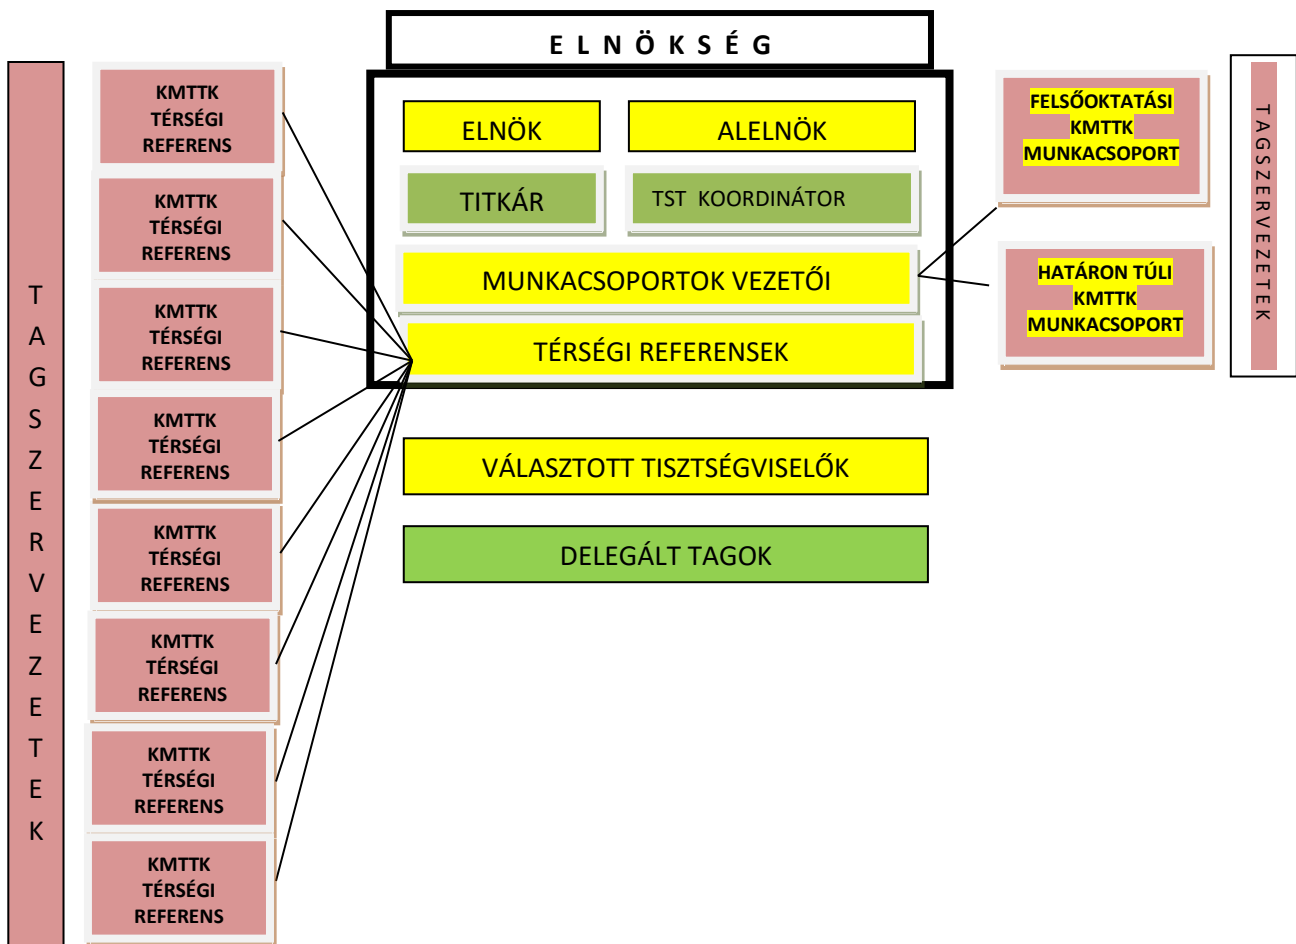 E L N Ö K S É G
TAGSZERVEZETEK
KMTTK
TÉRSÉGI
REFERENS
KMTTK
TÉRSÉGI
REFERENS
KMTTK
TÉRSÉGI
REFERENS
KMTTK
TÉRSÉGI
REFERENS
KMTTK
TÉRSÉGI
REFERENS
KMTTK
TÉRSÉGI
REFERENS
KMTTK
TÉRSÉGI
REFERENS
KMTTK
TÉRSÉGI
REFERENS
ELNÖK
ALELNÖK
TITKÁR
TST KOORDINÁTOR
MUNKACSOPORTOK VEZETŐI
TÉRSÉGI REFERENSEK
VÁLASZTOTT TISZTSÉGVISELŐK
DELEGÁLT TAGOK
FELSŐOKTATÁSI
KMTTK
MUNKACSOPORT
HATÁRON TÚLI
KMTTK
MUNKACSOPORT
TAGSZERVEZETEK